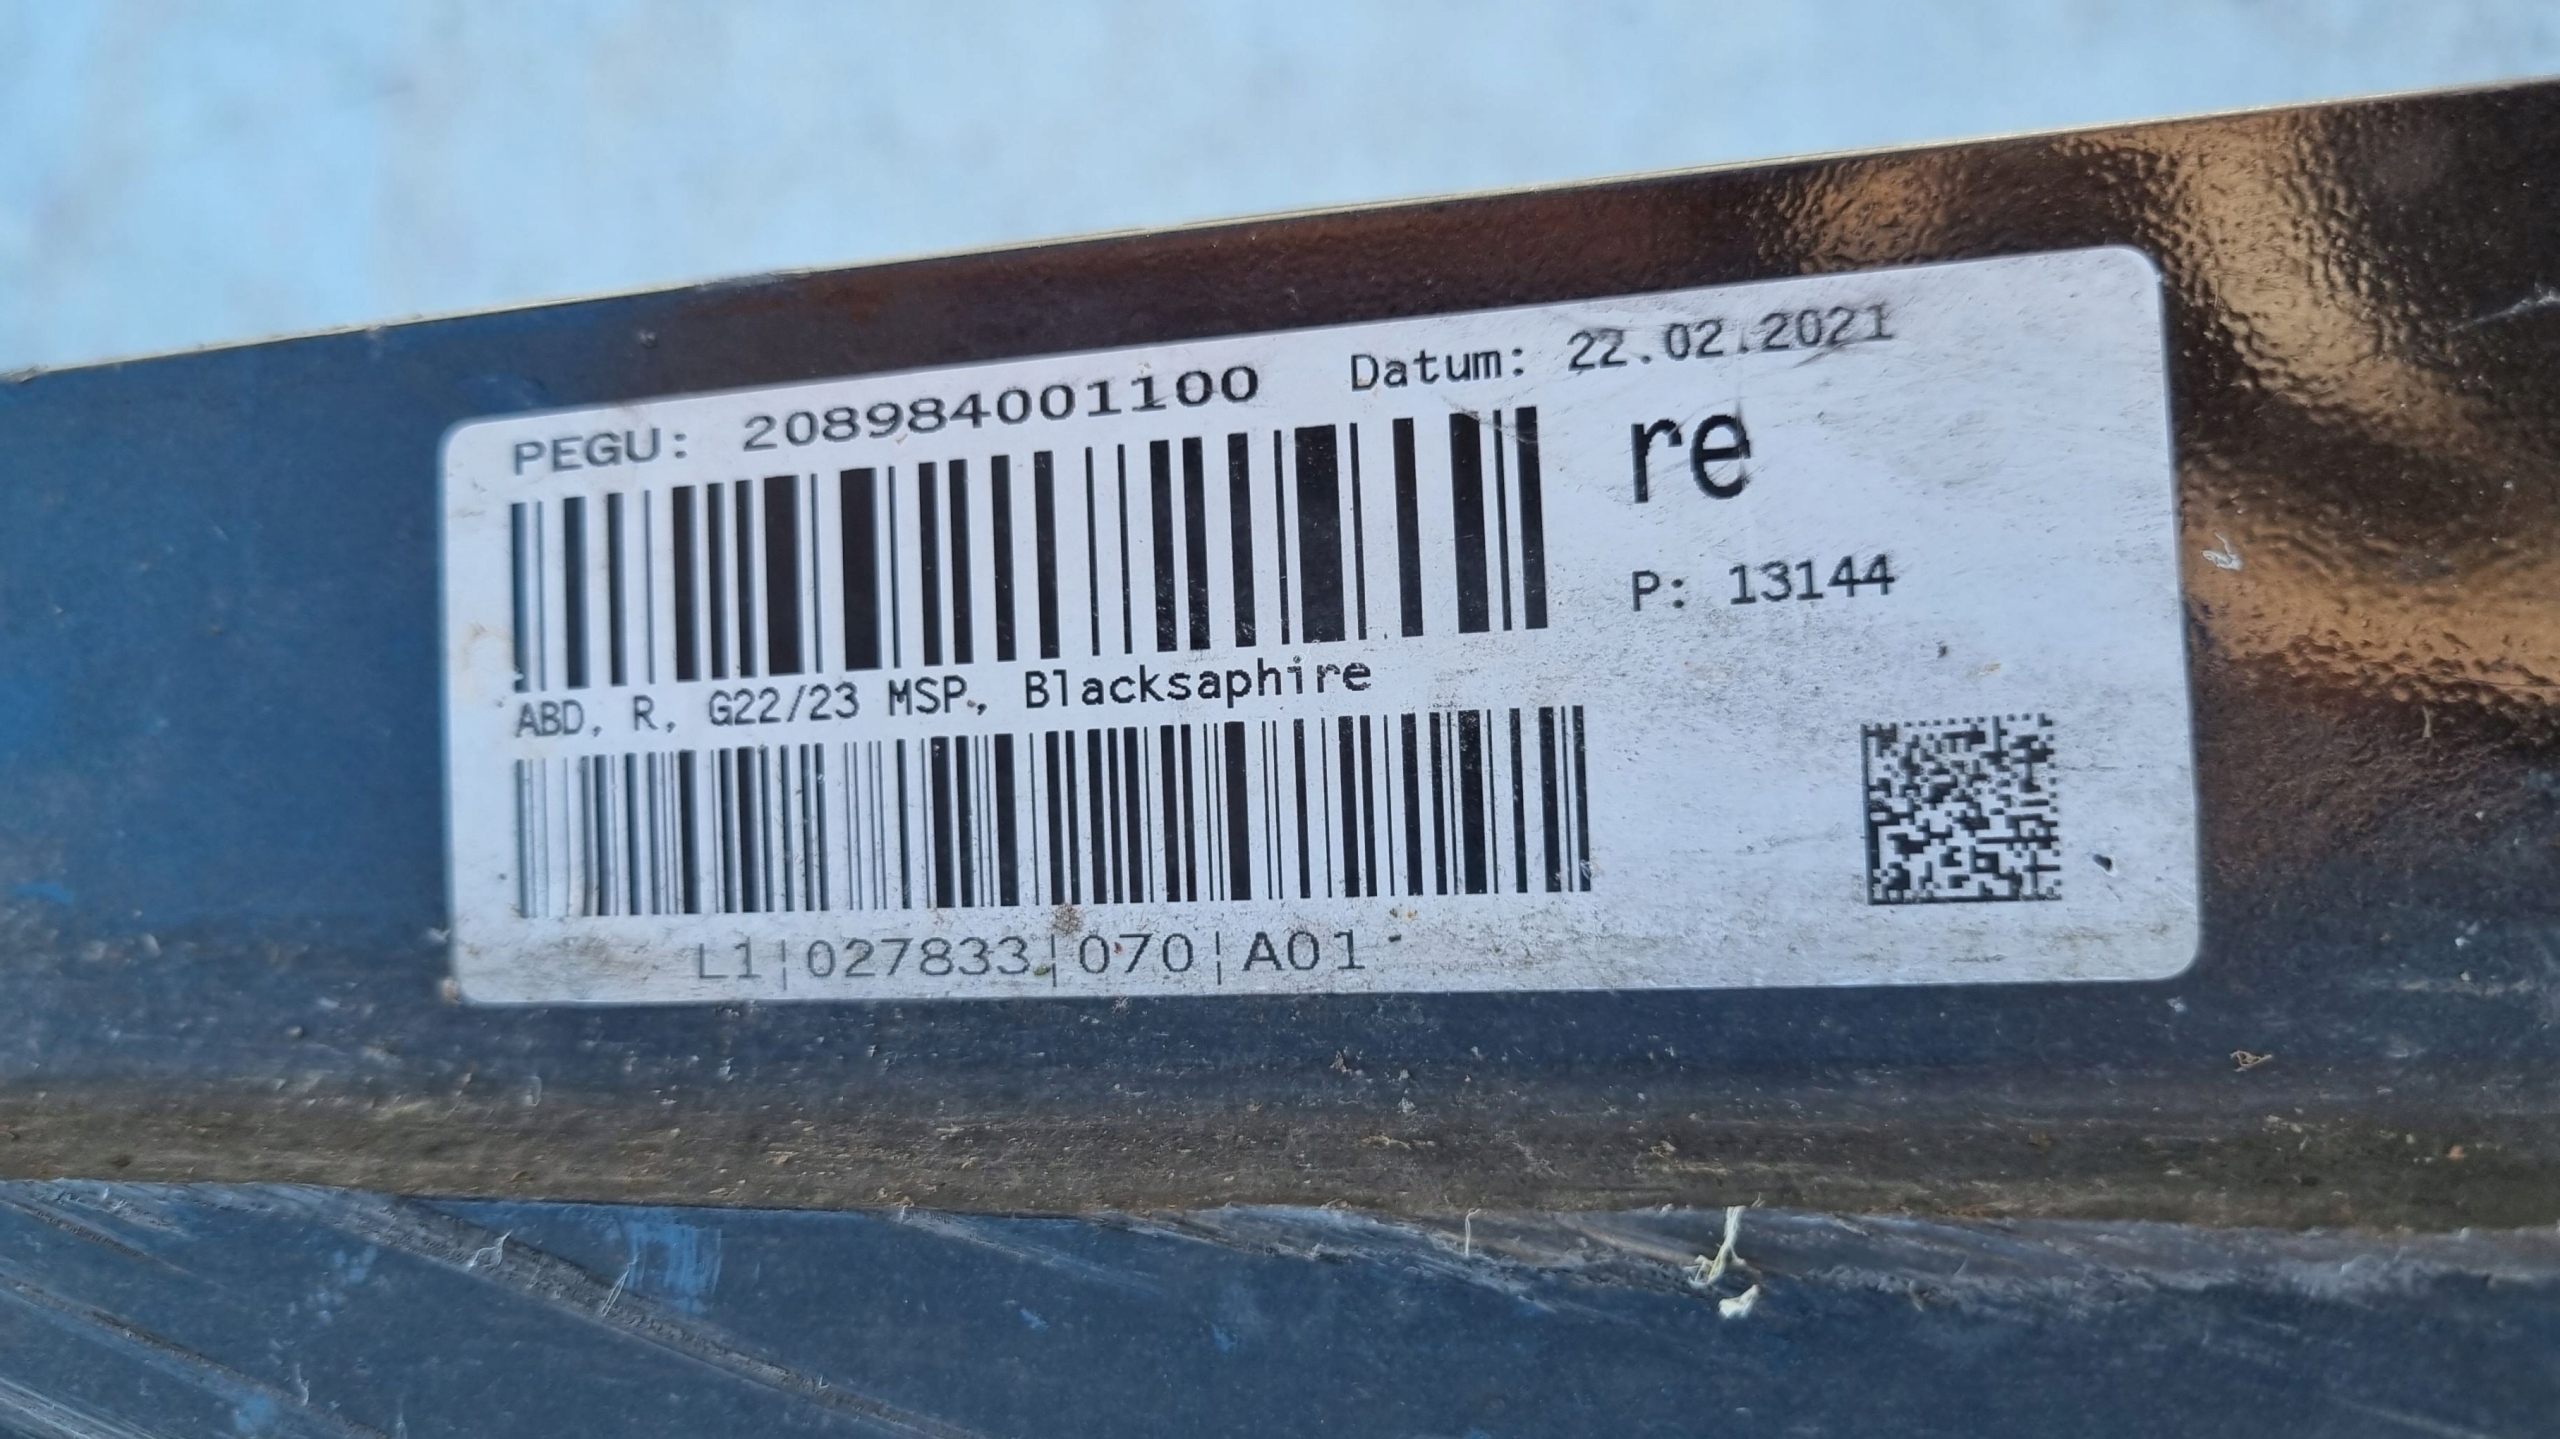 PEGU: 208984001100 Datum: 22.02.2021
re
P: 13144
ABD, R, G22/23 MSP., Blacksaphire
L1|027833|070|A01